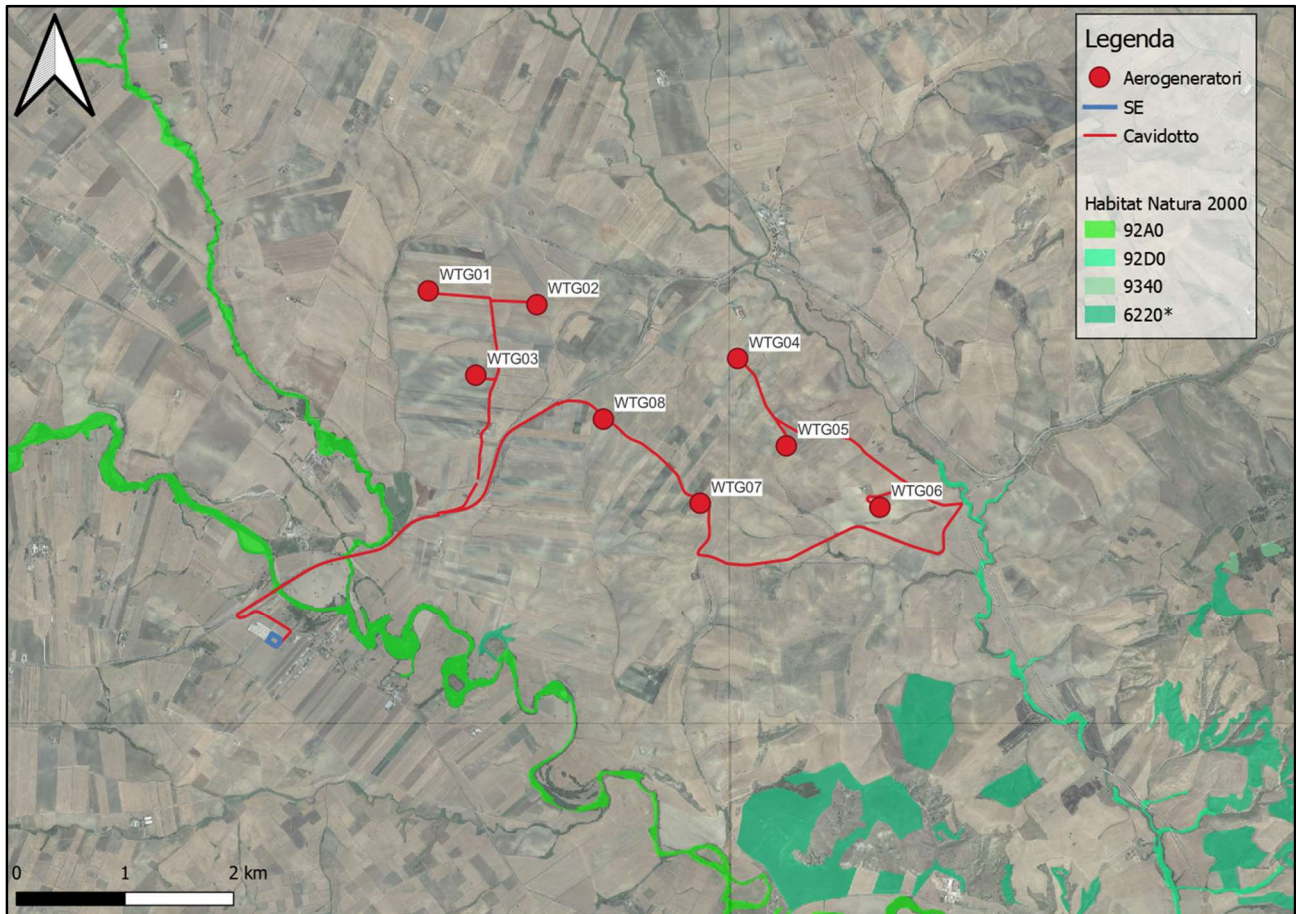 Legenda
Aerogeneratori
SE
Cavidotto
Habitat Natura 2000
92A0
92D0
9340
6220*
WTG01
WTG02
WTG03
WTG04
WTG08
WTG05
WTG07
WTG06
0 1 2 km